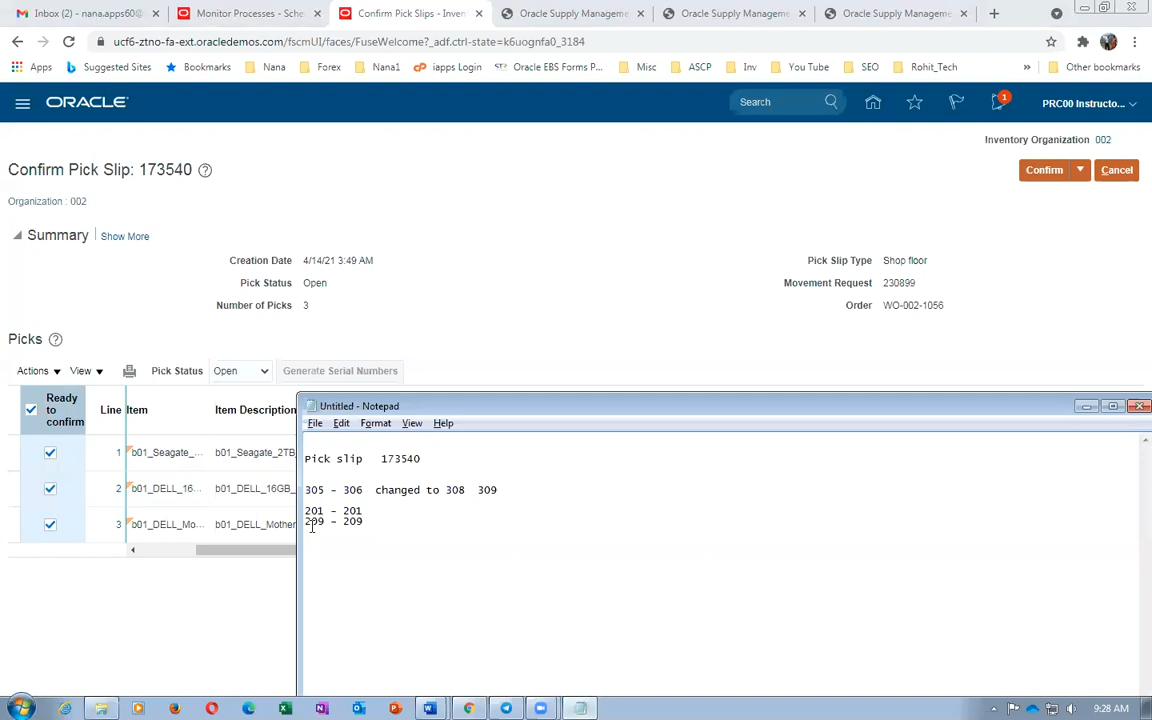 Inbox (2) - nana.apps60@
Monitor Processes - Sche
Confirm Pick Slips - Inven
Oracle Supply Manageme
Oracle Supply Manageme
Oracle Supply Manageme
ucf6-ztno-fa-ext.oracledemos.com/fscmUI/faces/FuseWelcome?_adf.ctrl-state=k6uognfa0_3184
Apps Suggested Sites Bookmarks Nana Forex Nana1 iapps Login Oracle EBS Forms P... Misc ASCP Inv You Tube SEO Rohit_Tech » Other bookmarks
ORACLE Search 1 PRC00 Instructo...
Inventory Organization 002
Confirm Pick Slip: 173540 ? Confirm Cancel
Organization : 002
Summary Show More
Creation Date 4/14/21 3:49 AM Pick Slip Type Shop floor
Pick Status Open Movement Request 230899
Number of Picks 3 Order WO-002-1056
Picks ?
Actions View Pick Status Open Generate Serial Numbers
Ready to confirm Line Item Item Description
1 b01_Seagate_... b01_Seagate_2TB
2 b01_DELL_16... b01_DELL_16GB_
3 b01_DELL_Mo... b01_DELL_Mother
Untitled - Notepad
File Edit Format View Help
Pick slip 173540
305 - 306 changed to 308 309
201 - 201
209 - 209
9:28 AM